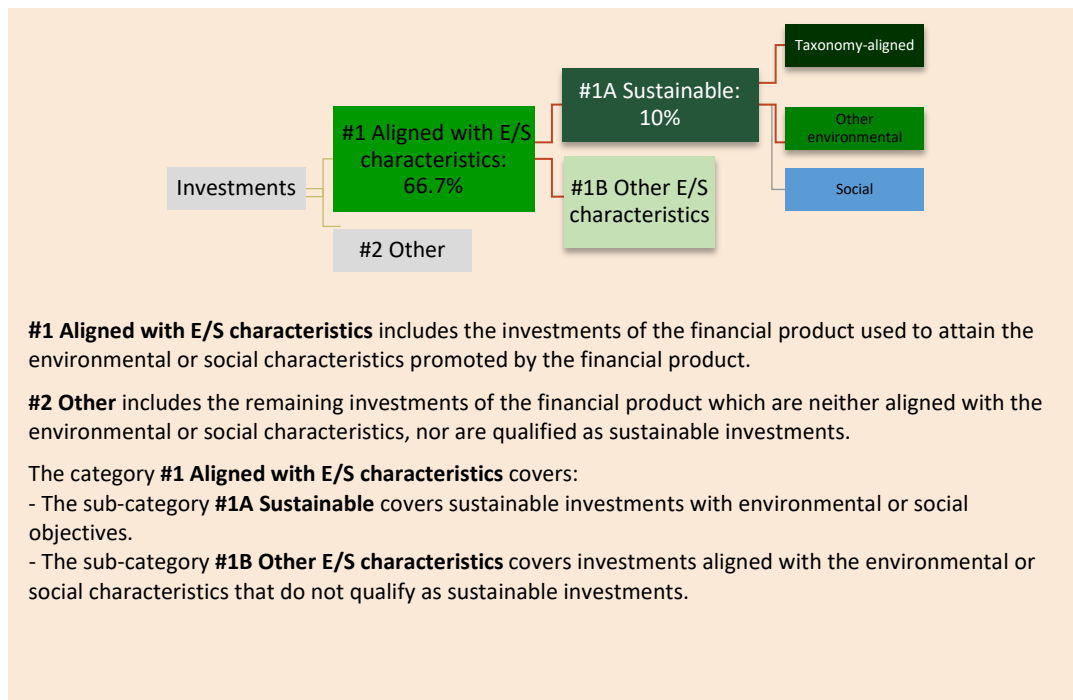 Taxonomy-aligned
#1A Sustainable:
10%
#1 Aligned with E/S
characteristics:
66.7%
Other
environmental
Investments
#1B Other E/S
characteristics
Social
#2 Other
#1 Aligned with E/S characteristics includes the investments of the financial product used to attain the
environmental or social characteristics promoted by the financial product.
#2 Other includes the remaining investments of the financial product which are neither aligned with the
environmental or social characteristics, nor are qualified as sustainable investments.
The category #1 Aligned with E/S characteristics covers:
- The sub-category #1A Sustainable covers sustainable investments with environmental or social
objectives.
- The sub-category #1B Other E/S characteristics covers investments aligned with the environmental or
social characteristics that do not qualify as sustainable investments.